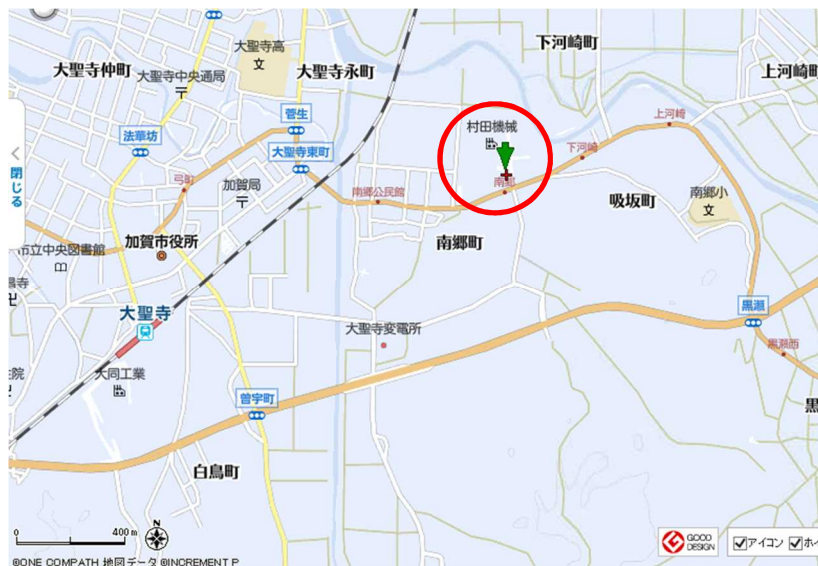 大聖寺高
文
下河崎町
大聖寺仲町
大聖寺中央通局
大聖寺永町
上河崎町
上河崎
菅生
村田機械
法華坊
大聖寺東町
下河崎
閉じる
弓町
加賀局
南郷公民館
南郷
吸坂町
南郷小
文
市立中央図書館
加賀市役所
南郷町
黒瀬
大聖寺
大聖寺変電所
黒瀬西
大同工業
曽宇町
白鳥町
0
400m
N
GOOD DESIGN
アイコン
©ONE COMPATH 地図データ ©INCREMENT P